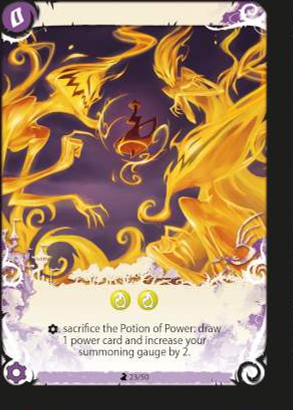 0
, sacrifice the Potion of Power: draw
1 power card and increase your
summoning gauge by 2.
23/50